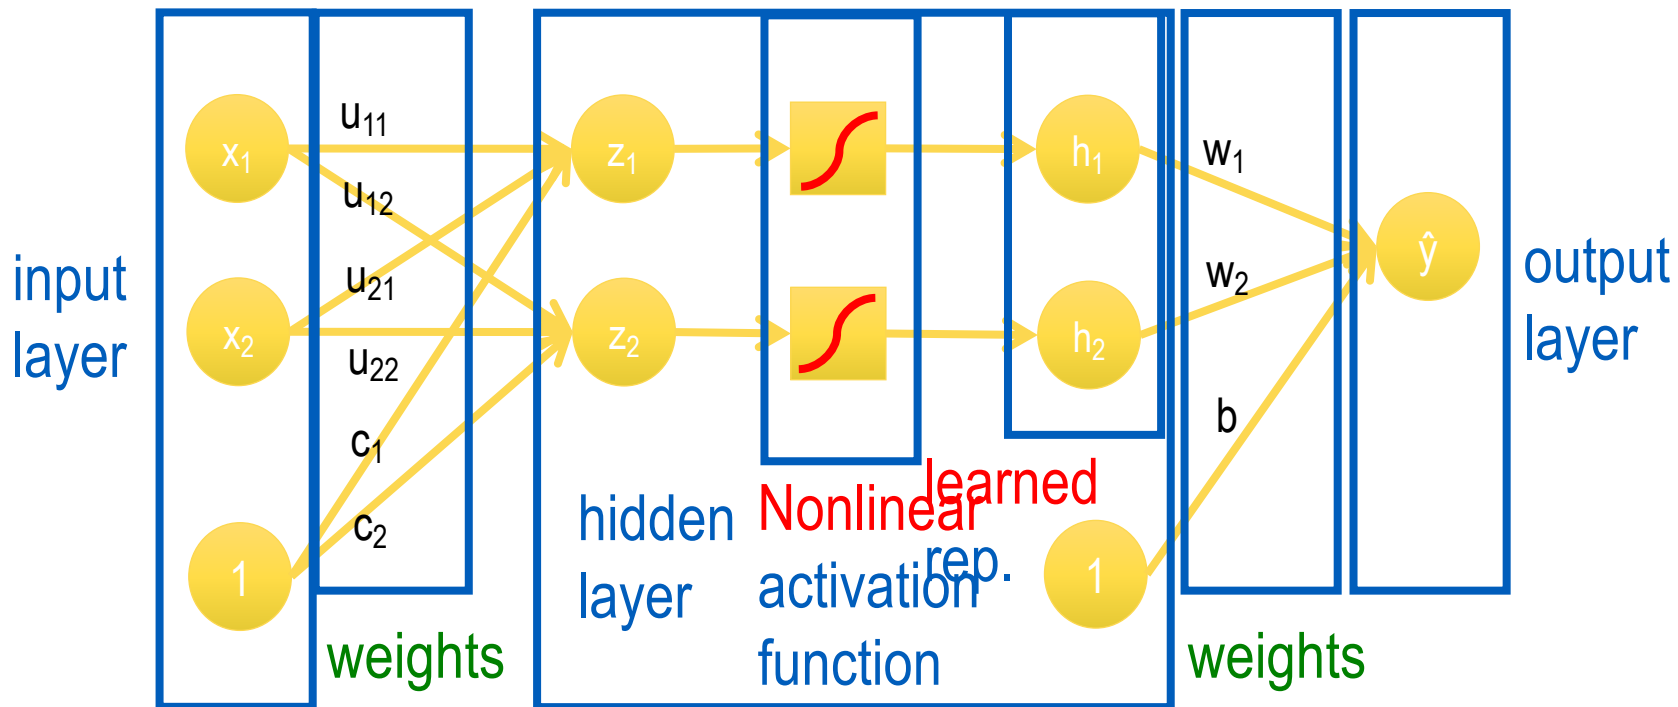 input
layer
x₁
x₂
1
u₁₁
u₁₂
u₂₁
u₂₂
c₁
c₂
weights
z₁
z₂
hidden
layer
Nonlinear
activation
function
h₁
h₂
learned
rep.
1
w₁
w₂
b
weights
ŷ
output
layer